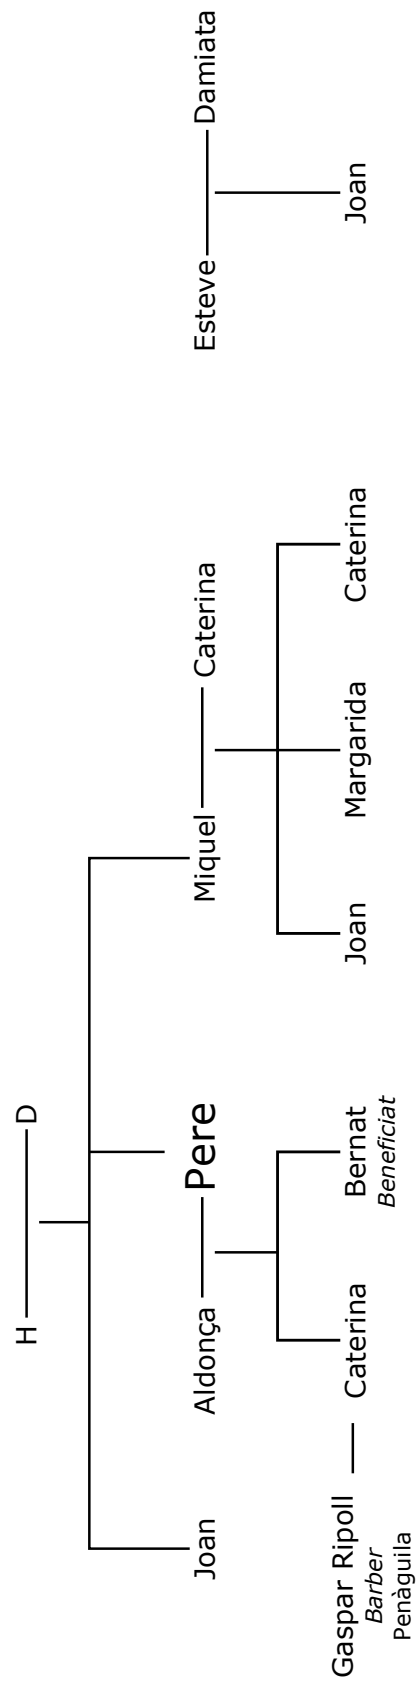 H D
Joan Aldonça Pere Miquel Caterina Esteve Damiata
Gaspar Ripoll Caterina Bernat Joan Margarida Caterina Joan
Barber Beneficiat
Penàguila